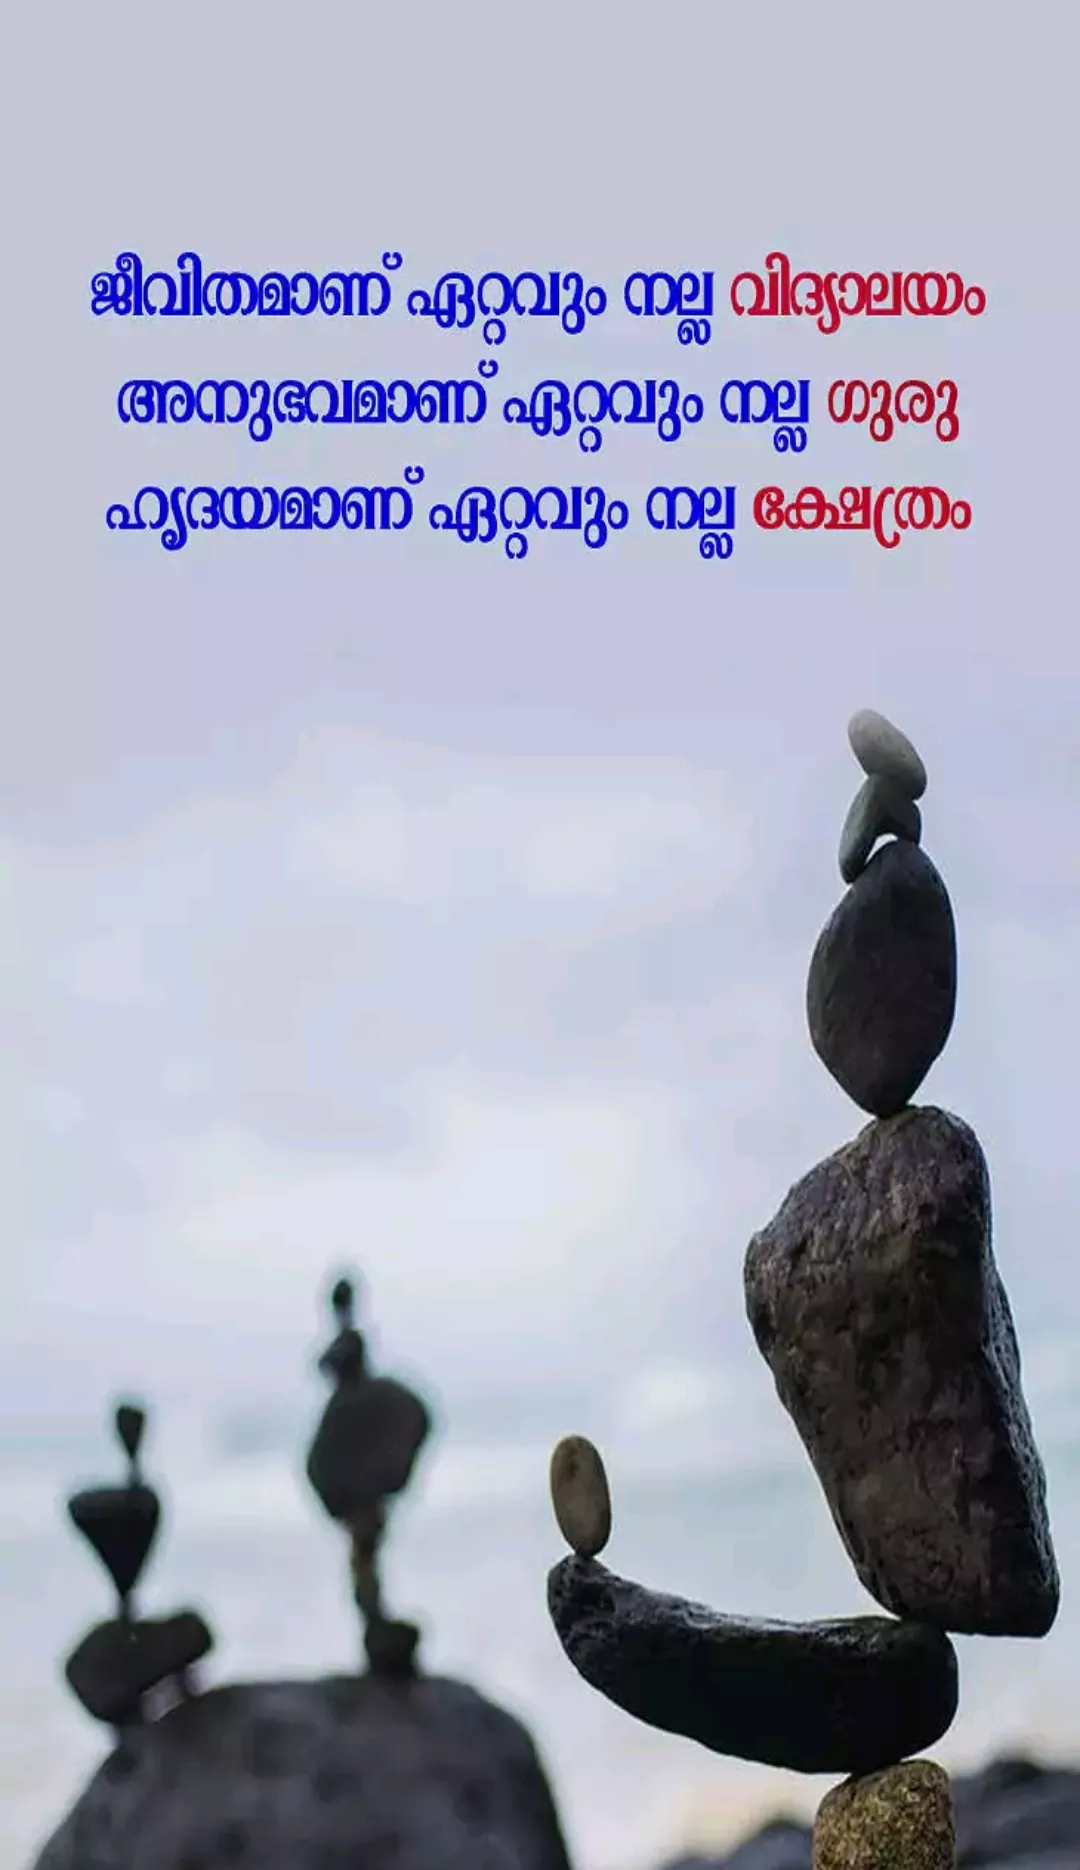 ജീവിതമാണ് ഏറ്റവും നല്ല വിദ്യാലയം
അനുഭവമാണ് ഏറ്റവും നല്ല ഗുരു
ഹൃദയമാണ് ഏറ്റവും നല്ല ക്ഷേത്രം